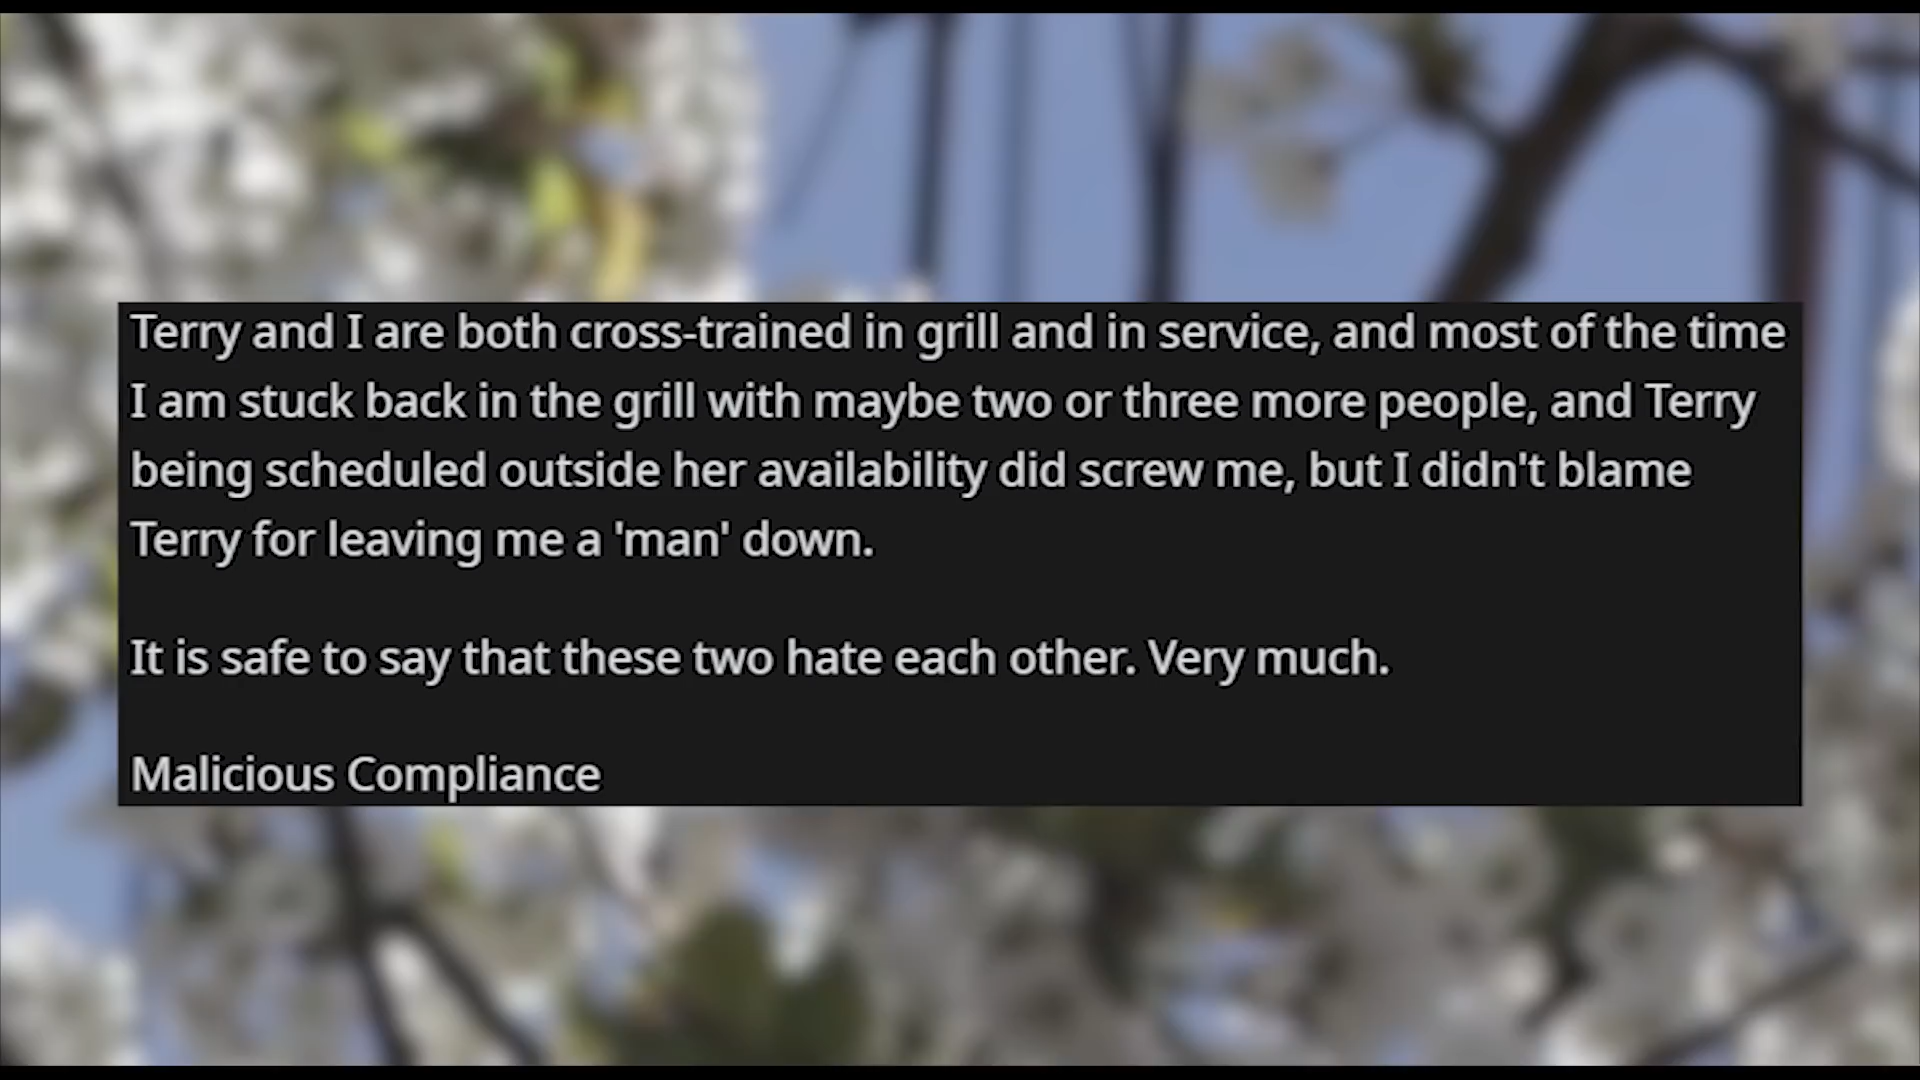 Terry and I are both cross-trained in grill and in service, and most of the time
I am stuck back in the grill with maybe two or three more people, and Terry
being scheduled outside her availability did screw me, but I didn't blame
Terry for leaving me a 'man' down.
It is safe to say that these two hate each other. Very much.
Malicious Compliance